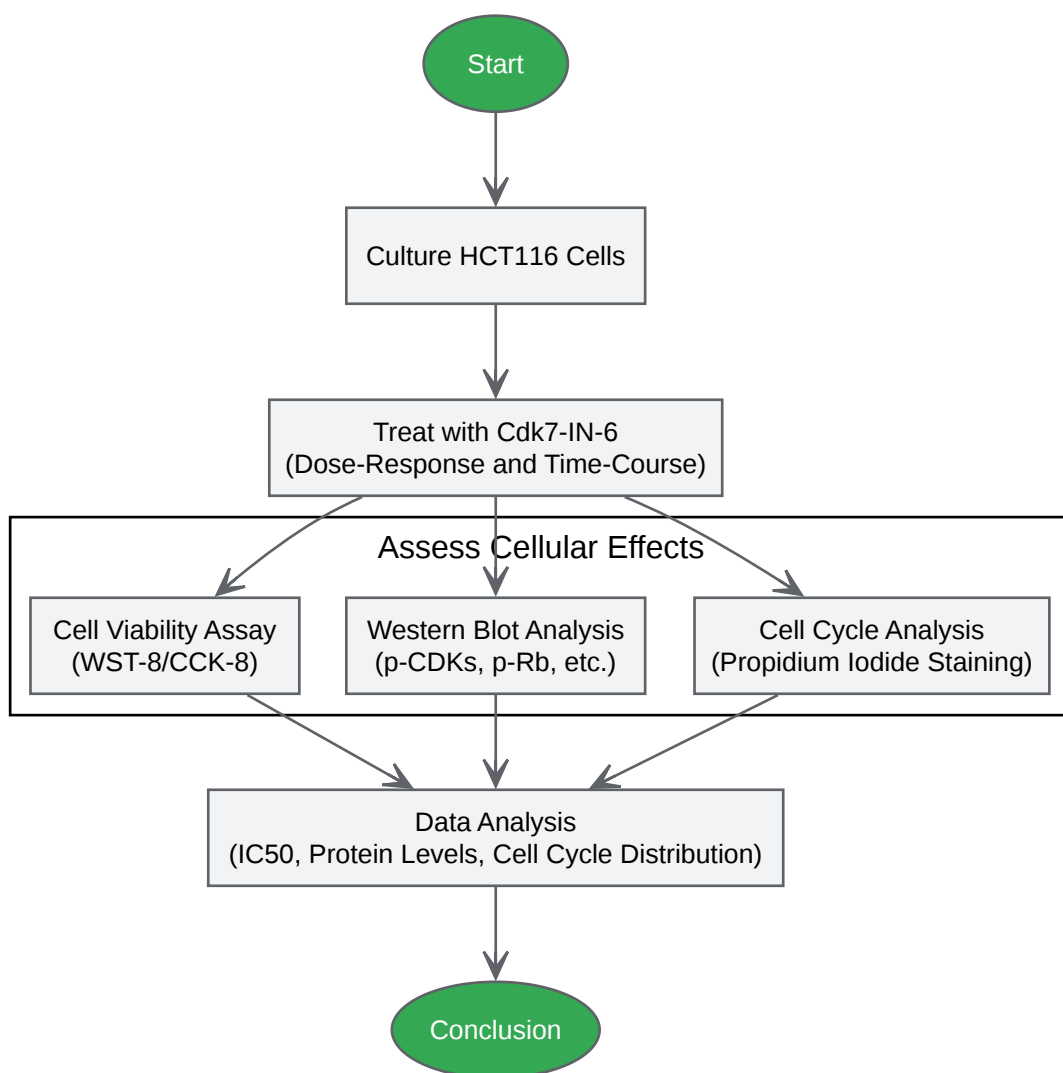 Start
Culture HCT116 Cells
Treat with Cdk7-IN-6
(Dose-Response and Time-Course)
Assess Cellular Effects
Cell Viability Assay
(WST-8/CCK-8)
Western Blot Analysis
(p-CDKs, p-Rb, etc.)
Cell Cycle Analysis
(Propidium Iodide Staining)
Data Analysis
(IC50, Protein Levels, Cell Cycle Distribution)
Conclusion